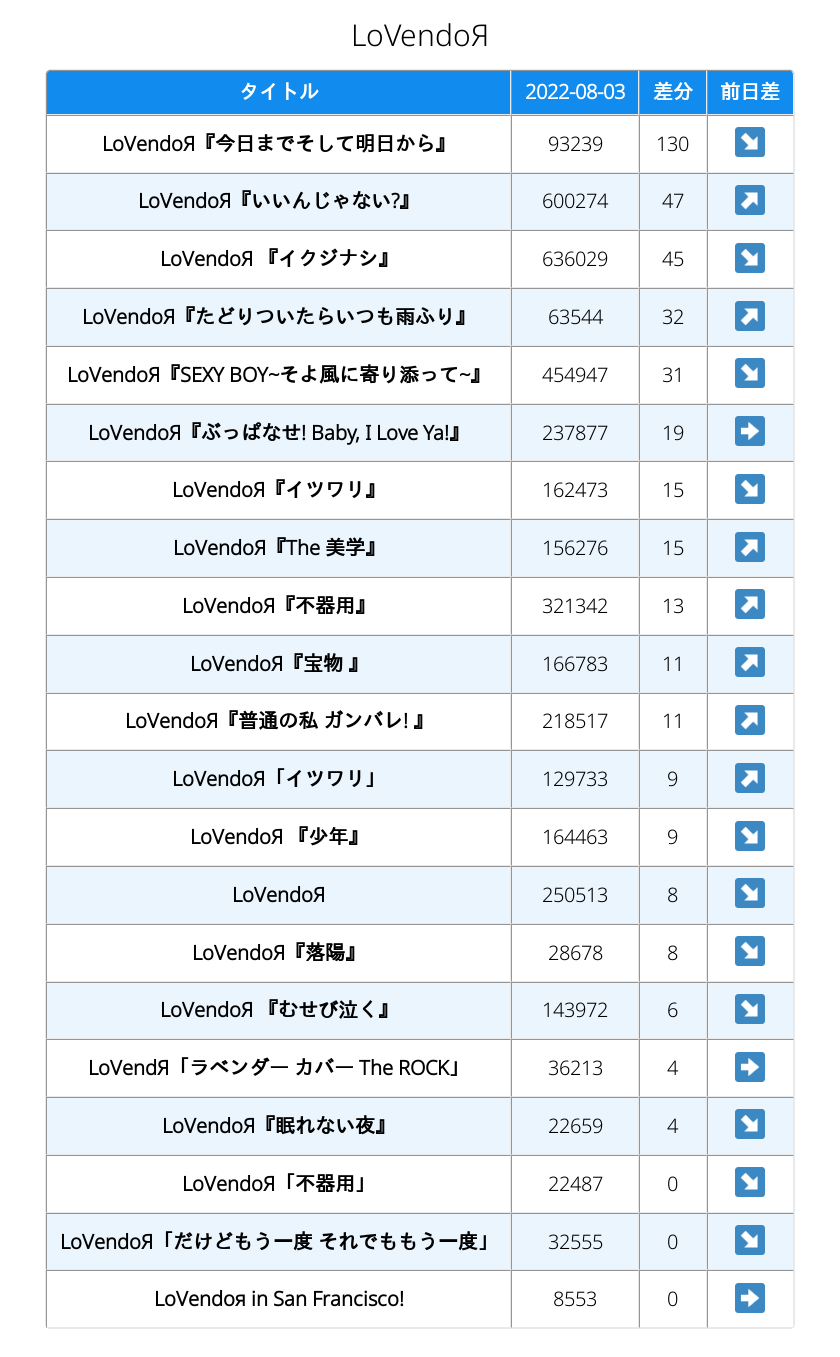 LoVendoЯ
タイトル 2022-08-03 差分 前日差
LoVendoЯ『今日までそして明日から』 93239 130 ↘
LoVendoЯ『いいんじゃない?』 600274 47 ↗
LoVendoЯ 『イクジナシ』 636029 45 ↘
LoVendoЯ『たどりついたらいつも雨ふり』 63544 32 ↗
LoVendoЯ『SEXY BOY~そよ風に寄り添って~』 454947 31 ↘
LoVendoЯ『ぶっぱなせ! Baby, I Love Ya!』 237877 19 ➡
LoVendoЯ『イツワリ』 162473 15 ↘
LoVendoЯ『The 美学』 156276 15 ↗
LoVendoЯ『不器用』 321342 13 ↗
LoVendoЯ『宝物 』 166783 11 ↗
LoVendoЯ『普通の私 ガンバレ! 』 218517 11 ↗
LoVendoЯ「イツワリ」 129733 9 ↗
LoVendoЯ 『少年』 164463 9 ↘
LoVendoЯ 250513 8 ↘
LoVendoЯ『落陽』 28678 8 ↘
LoVendoЯ 『むせび泣く』 143972 6 ↘
LoVendЯ「ラベンダー カバー The ROCK」 36213 4 ➡
LoVendoЯ『眠れない夜』 22659 4 ↘
LoVendoЯ「不器用」 22487 0 ↘
LoVendoЯ「だけどもう一度 それでももう一度」 32555 0 ↘
LoVendoя in San Francisco! 8553 0 ➡